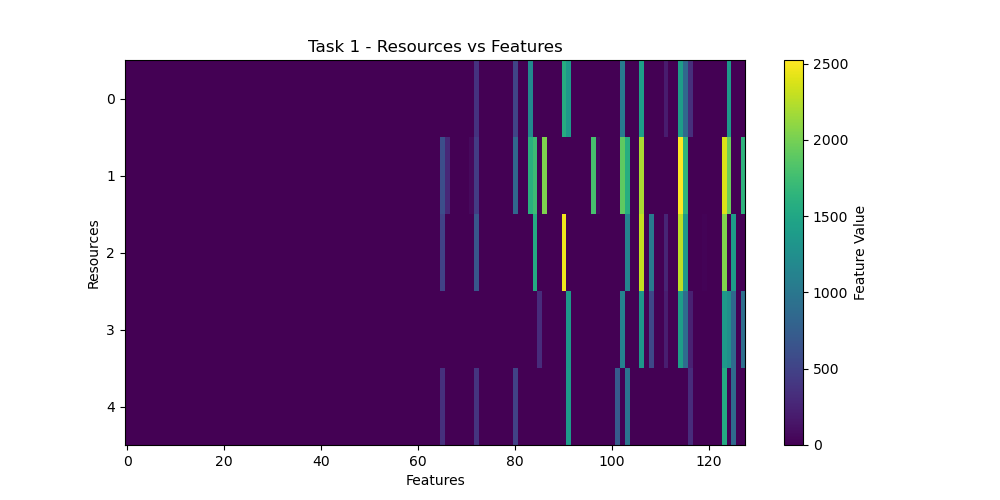 Task 1 - Resources vs Features
Resources
0
1
2
3
4
0 20 40 60 80 100 120
Features
2500
2000
1500
1000
500
0
Feature Value